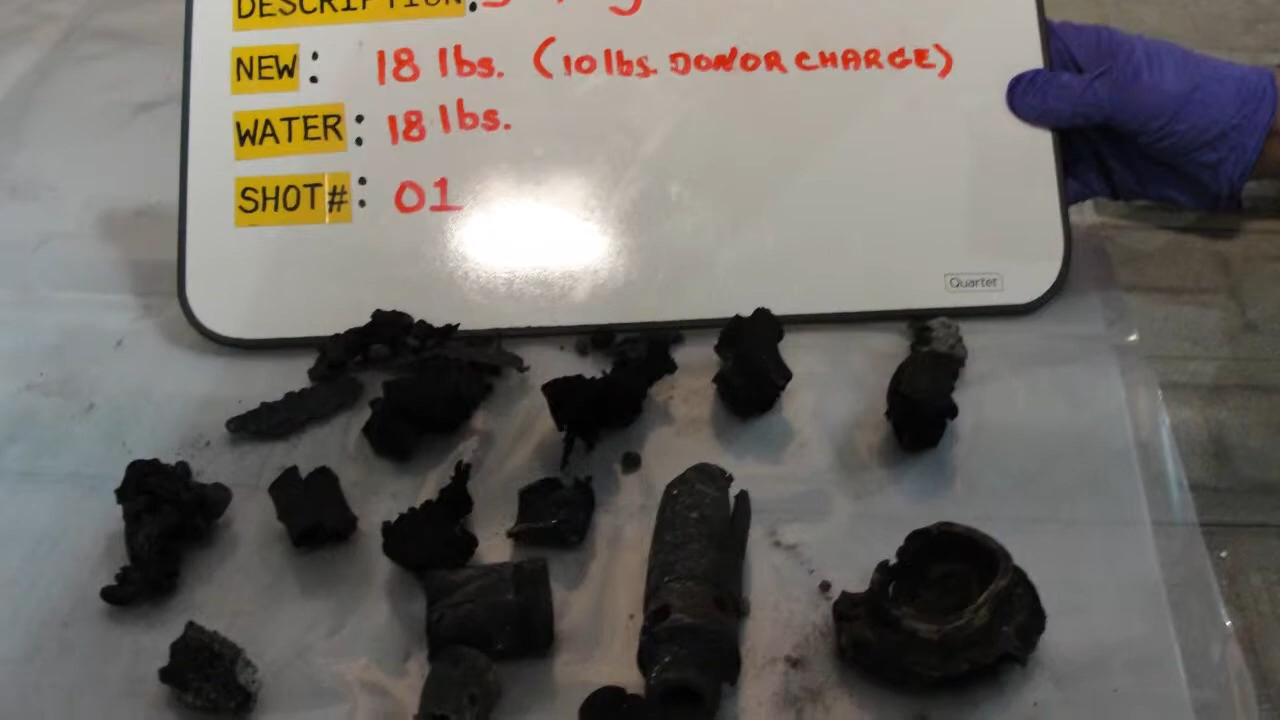 DESCRIPTION:
NEW: 18 lbs. (10 lbs. DONOR CHARGE)
WATER: 18 lbs.
SHOT#: 01
Quartet